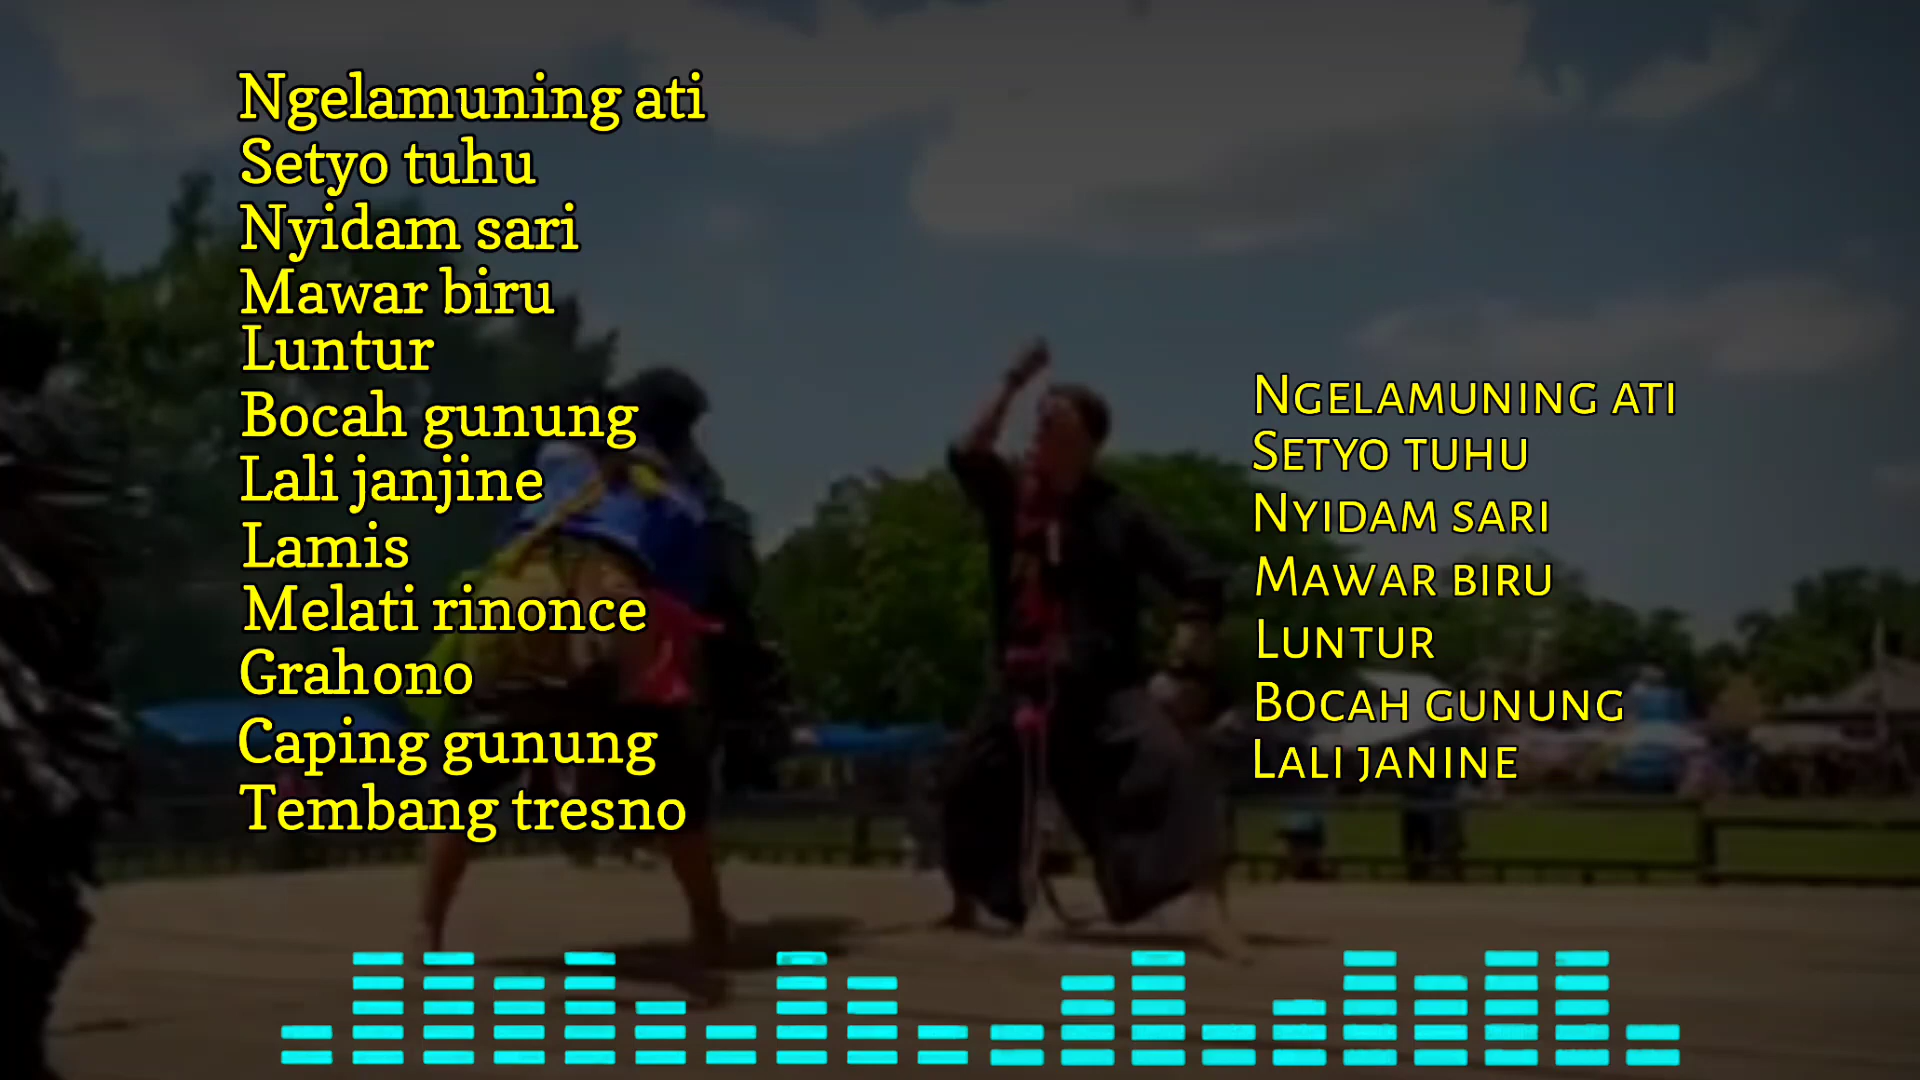 Ngelamuning ati
Setyo tuhu
Nyidam sari
Mawar biru
Luntur
Bocah gunung
Lali janjine
Lamis
Melati rinonce
Grahono
Caping gunung
Tembang tresno
Ngelamuning ati
Setyo tuhu
Nyidam sari
Mawar biru
Luntur
Bocah gunung
Lali janine